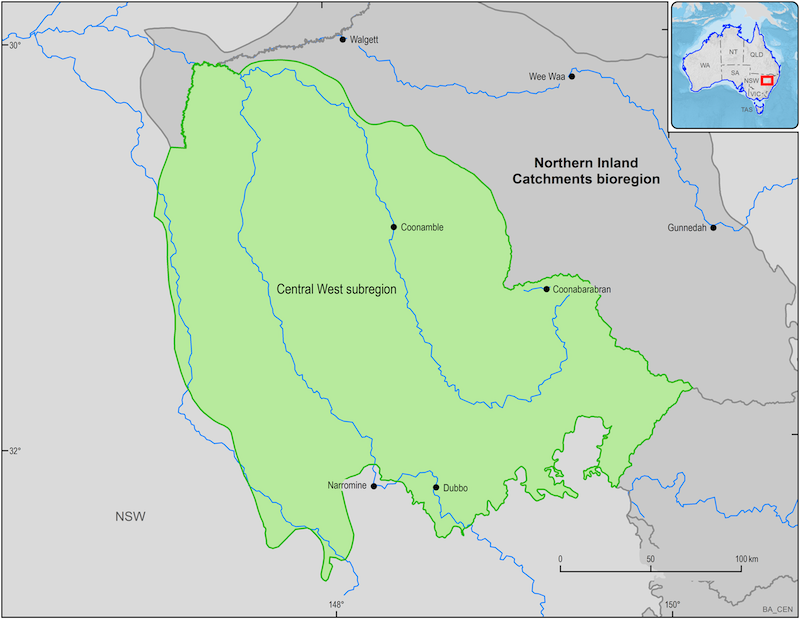 30°
Walgett
Wee Waa
WA
NT
QLD
SA
NSW
VIC
TAS
Northern Inland
Catchments bioregion
Coonamble
Gunnedah
Central West subregion
Coonabarabran
32°
Narromine
Dubbo
NSW
0 50 100 km
148°
150°
BA_CEN